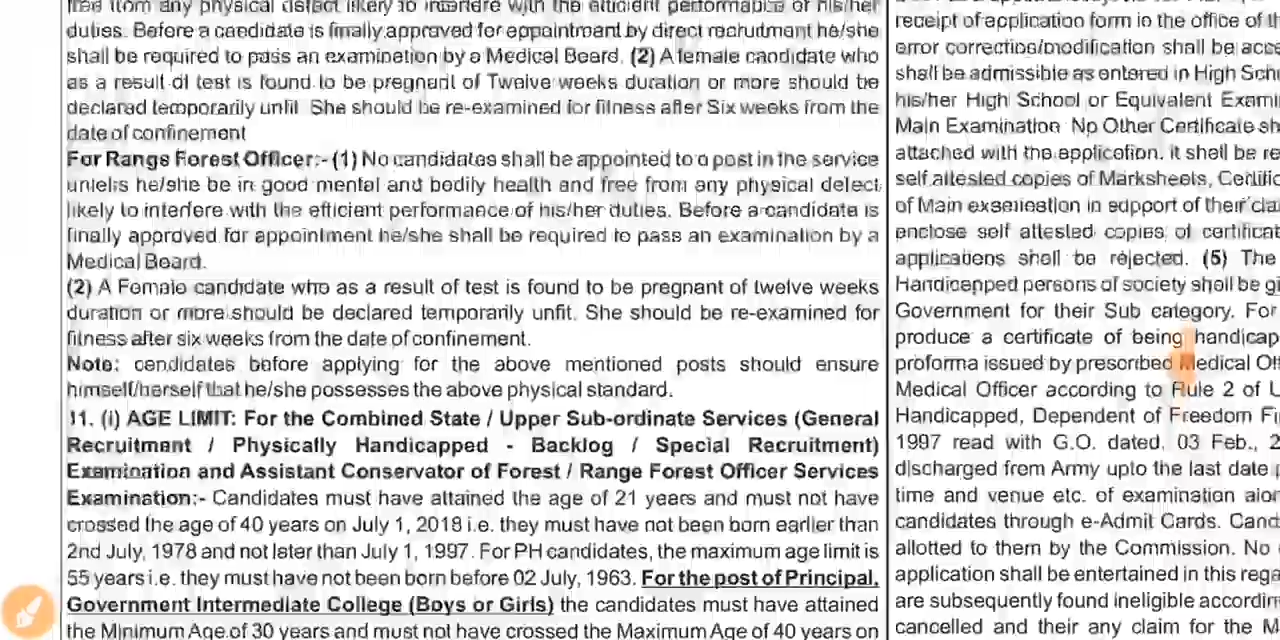 free from any physical defect likely to interfere with the efficient performance of his/her
duties. Before a candidate is finally approved for appointment by direct recruitment he/she
shall be required to pass an examination by a Medical Board. (2) A female candidate who
as a result of test is found to be pregnant of Twelve weeks duration or more should be
declared temporarily unfit. She should be re-examined for fitness after Six weeks from the
date of confinement
For Range Forest Officer:- (1) No candidates shall be appointed to a post in the service
unless he/she be in good mental and bodily health and free from any physical defect
likely to interfere with the efficient performance of his/her duties. Before a candidate is
finally approved for appointment he/she shall be required to pass an examination by a
Medical Board.
(2) A Female candidate who as a result of test is found to be pregnant of twelve weeks
duration or more should be declared temporarily unfit. She should be re-examined for
fitness after six weeks from the date of confinement.
Note: candidates before applying for the above mentioned posts should ensure
himself/herself that he/she possesses the above physical standard.
11. (i) AGE LIMIT: For the Combined State / Upper Sub-ordinate Services (General
Recruitment / Physically Handicapped - Backlog / Special Recruitment)
Examination and Assistant Conservator of Forest / Range Forest Officer Services
Examination:- Candidates must have attained the age of 21 years and must not have
crossed the age of 40 years on July 1, 2018 i.e. they must have not been born earlier than
2nd July, 1978 and not later than July 1, 1997. For PH candidates, the maximum age limit is
55 years i.e. they must have not been born before 02 July, 1963. For the post of Principal,
Government Intermediate College (Boys or Girls) the candidates must have attained
the Minimum Age of 30 years and must not have crossed the Maximum Age of 40 years on
receipt of application form in the office of
error correction/modification shall be
shall be admissible as entered in High
his/her High School or Equivalent
Main Examination No Other Certificate
attached with the application. It shall be
self attested copies of Marksheets,
of Main examination in support of their
enclose self attested copies of
applications shall be rejected. (5) The
Handicapped persons of society shall be
Government for their Sub category. For
produce a certificate of being
proforma issued by prescribed Medical
Medical Officer according to Rule 2 of
Handicapped, Dependent of Freedom
1997 read with G.O. dated, 03 Feb.,
discharged from Army upto the last date
time and venue etc. of examination
candidates through e-Admit Cards.
allotted to them by the Commission. No
application shall be entertained in this
are subsequently found ineligible
cancelled and their any claim for the